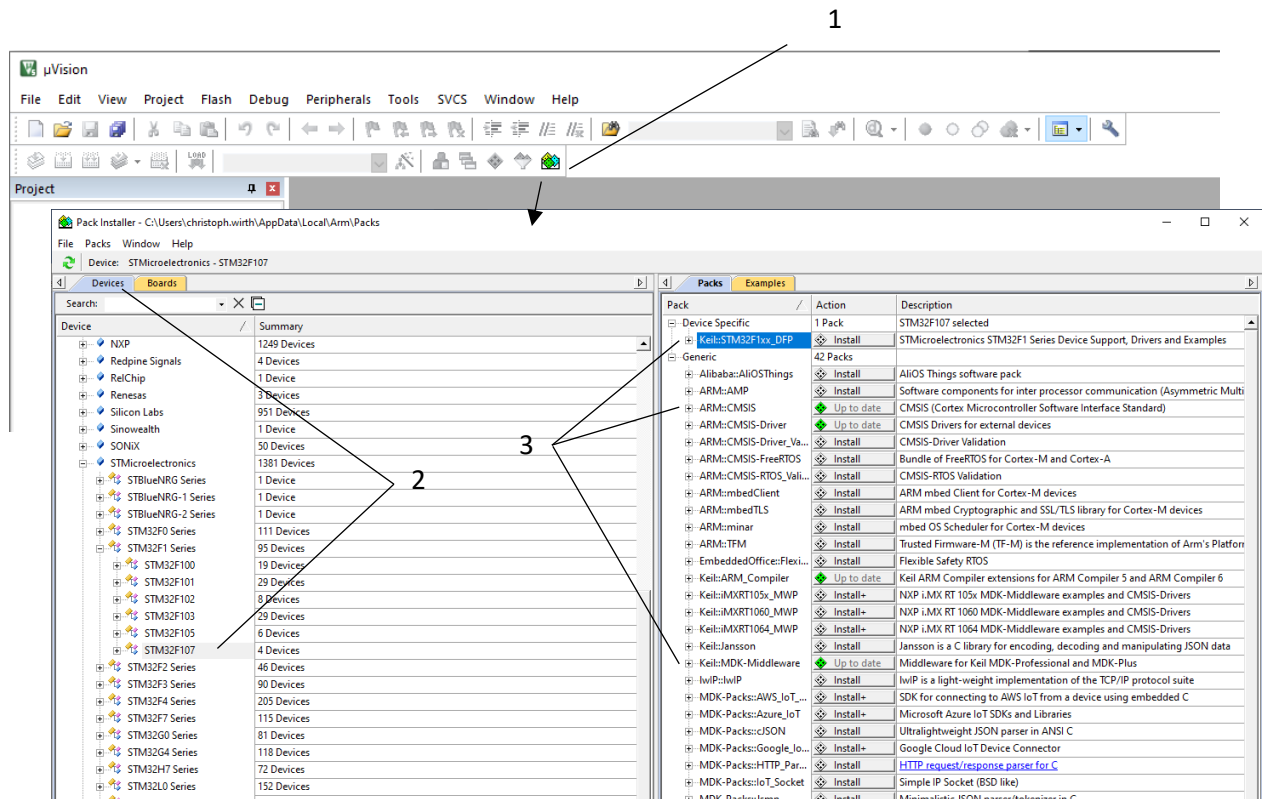 1
µVision
File Edit View Project Flash Debug Peripherals Tools SVCS Window Help
LOAD
Project
Pack Installer - C:\Users\christoph.wirth\AppData\Local\Arm\Packs
File Packs Window Help
Device: STMicroelectronics - STM32F107
Devices Boards
Search:
Device / Summary
NXP 1249 Devices
Redpine Signals 4 Devices
RelChip 1 Device
Renesas 3 Devices
Silicon Labs 951 Devices
Sinowealth 1 Device
SONiX 50 Devices
STMicroelectronics 1381 Devices
STBlueNRG Series 1 Device
STBlueNRG-1 Series 1 Device
STBlueNRG-2 Series 1 Device
STM32F0 Series 111 Devices
STM32F1 Series 95 Devices
STM32F100 19 Devices
STM32F101 29 Devices
STM32F102 8 Devices
STM32F103 29 Devices
STM32F105 6 Devices
STM32F107 4 Devices
STM32F2 Series 46 Devices
STM32F3 Series 90 Devices
STM32F4 Series 205 Devices
STM32F7 Series 115 Devices
STM32G0 Series 81 Devices
STM32G4 Series 118 Devices
STM32H7 Series 72 Devices
STM32L0 Series 152 Devices
2
3
Packs Examples
Pack / Action Description
Device Specific 1 Pack STM32F107 selected
Keil::STM32F1xx_DFP Install STMicroelectronics STM32F1 Series Device Support, Drivers and Examples
Generic 42 Packs
Alibaba::AliOSThings Install AliOS Things software pack
ARM::AMP Install Software components for inter processor communication (Asymmetric Multi
ARM::CMSIS Up to date CMSIS (Cortex Microcontroller Software Interface Standard)
ARM::CMSIS-Driver Up to date CMSIS Drivers for external devices
ARM::CMSIS-Driver_Va... Install CMSIS-Driver Validation
ARM::CMSIS-FreeRTOS Install Bundle of FreeRTOS for Cortex-M and Cortex-A
ARM::CMSIS-RTOS_Vali... Install CMSIS-RTOS Validation
ARM::mbedClient Install ARM mbed Client for Cortex-M devices
ARM::mbedTLS Install ARM mbed Cryptographic and SSL/TLS library for Cortex-M devices
ARM::minar Install mbed OS Scheduler for Cortex-M devices
ARM::TFM Install Trusted Firmware-M (TF-M) is the reference implementation of Arm's Platforr
EmbeddedOffice::Flexi... Install Flexible Safety RTOS
Keil::ARM_Compiler Up to date Keil ARM Compiler extensions for ARM Compiler 5 and ARM Compiler 6
Keil::iMXRT105x_MWP Install+ NXP i.MX RT 105x MDK-Middleware examples and CMSIS-Drivers
Keil::iMXRT1060_MWP Install+ NXP i.MX RT 1060 MDK-Middleware examples and CMSIS-Drivers
Keil::iMXRT1064_MWP Install+ NXP i.MX RT 1064 MDK-Middleware examples and CMSIS-Drivers
Keil::Jansson Install Jansson is a C library for encoding, decoding and manipulating JSON data
Keil::MDK-Middleware Up to date Middleware for Keil MDK-Professional and MDK-Plus
lwIP::lwIP Install lwIP is a light-weight implementation of the TCP/IP protocol suite
MDK-Packs::AWS_IoT_... Install+ SDK for connecting to AWS IoT from a device using embedded C
MDK-Packs::Azure_IoT Install+ Microsoft Azure IoT SDKs and Libraries
MDK-Packs::cJSON Install Ultralightweight JSON parser in ANSI C
MDK-Packs::Google_Io... Install+ Google Cloud IoT Device Connector
MDK-Packs::HTTP_Par... Install HTTP request/response parser for C
MDK-Packs::IoT_Socket Install Simple IP Socket (BSD like)